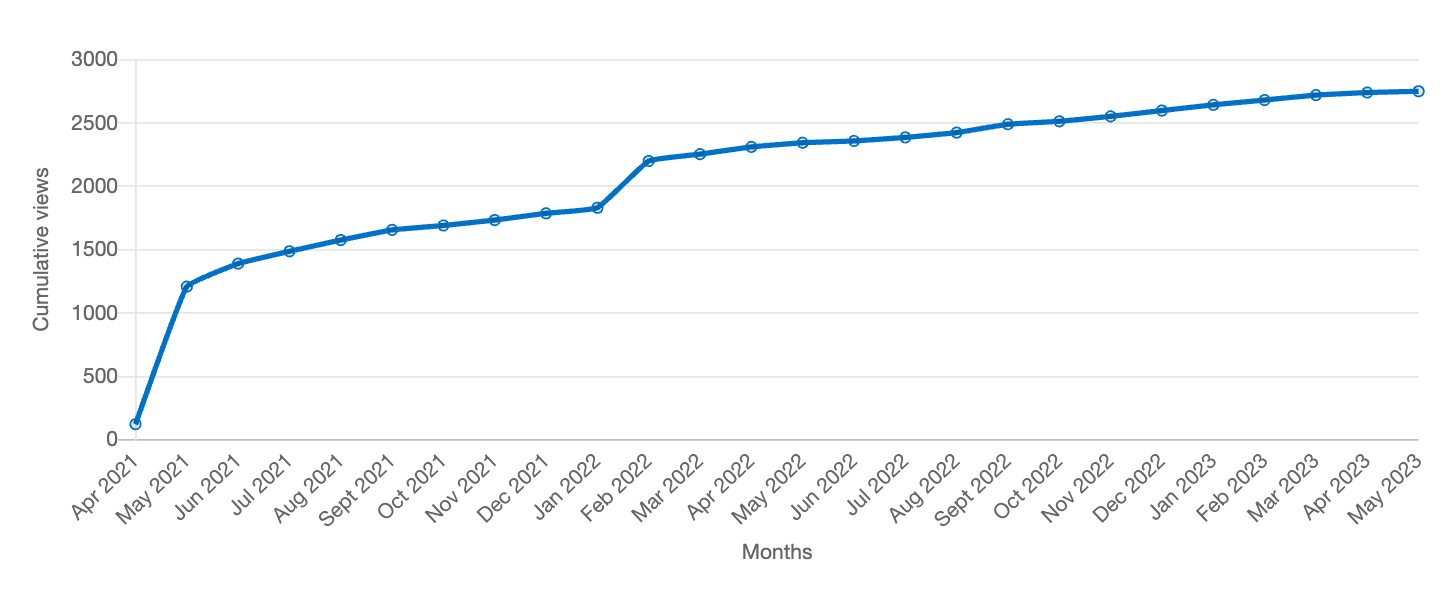 3000
2500
2000
1500
1000
500
0
Cumulative views
Apr 2021
May 2021
Jun 2021
Jul 2021
Aug 2021
Sept 2021
Oct 2021
Nov 2021
Dec 2021
Jan 2022
Feb 2022
Mar 2022
Apr 2022
May 2022
Jun 2022
Jul 2022
Aug 2022
Sept 2022
Oct 2022
Nov 2022
Dec 2022
Jan 2023
Feb 2023
Mar 2023
Apr 2023
May 2023
Months